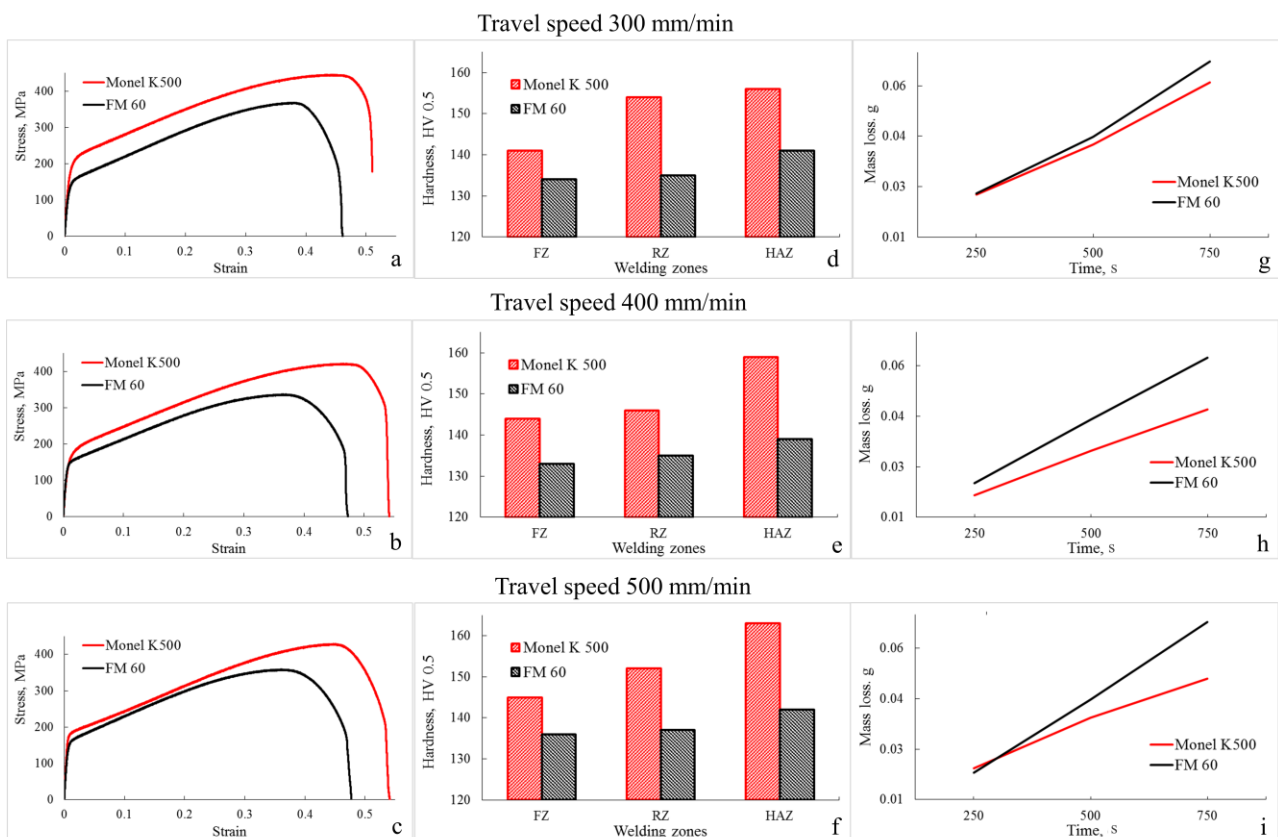 Travel speed 300 mm/min
Stress, MPa
400
300
200
100
0
Monel K500
FM 60
0 0.1 0.2 0.3 0.4 0.5
Strain
a
Hardness, HV 0.5
160
150
140
130
120
Monel K 500
FM 60
FZ RZ HAZ
Welding zones
d
Mass loss. g
0.06
0.04
0.03
0.01
Monel K500
FM 60
250 500 750
Time, s
g
Travel speed 400 mm/min
Stress, MPa
400
300
200
100
0
Monel K500
FM 60
0 0.1 0.2 0.3 0.4 0.5
Strain
b
Hardness, HV 0.5
160
150
140
130
120
Monel K 500
FM 60
FZ RZ HAZ
Welding zones
e
Mass loss. g
0.06
0.04
0.03
0.01
Monel K500
FM 60
250 500 750
Time, s
h
Travel speed 500 mm/min
Stress, MPa
400
300
200
100
0
Monel K500
FM 60
0 0.1 0.2 0.3 0.4 0.5
Strain
c
Hardness, HV 0.5
160
150
140
130
120
Monel K 500
FM 60
FZ RZ HAZ
Welding zones
f
Mass loss. g
0.06
0.04
0.03
0.01
Monel K500
FM 60
250 500 750
Time, s
i